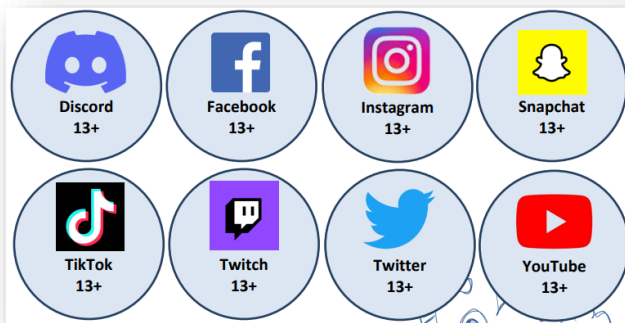 Discord
13+
Facebook
13+
Instagram
13+
Snapchat
13+
TikTok
13+
Twitch
13+
Twitter
13+
YouTube
13+